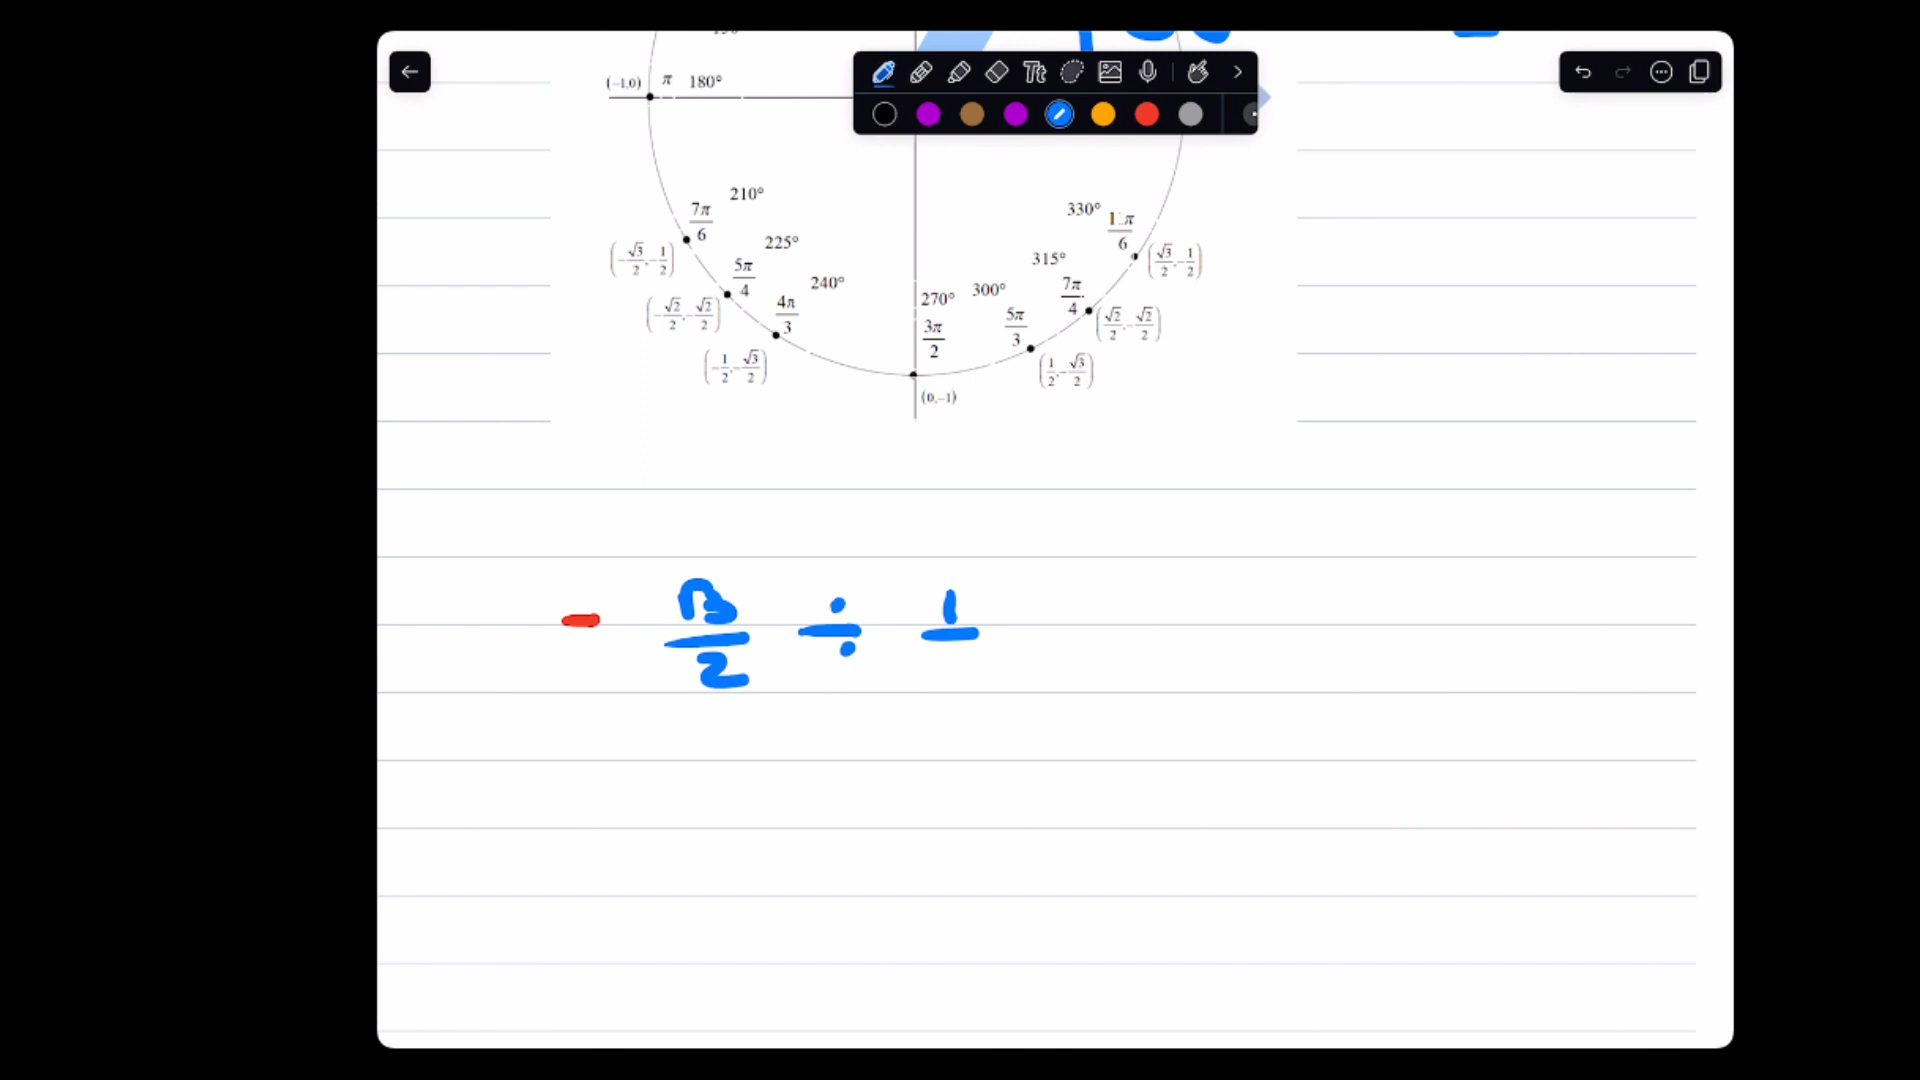 (−1,0) π 180°
210°
7π/6
(−√3/2, −1/2)
225°
5π/4
(−√2/2, −√2/2)
240°
4π/3
(−1/2, −√3/2)
270°
3π/2
(0,−1)
300°
5π/3
(1/2, −√3/2)
315°
7π/4
(√2/2, −√2/2)
330°
11π/6
(√3/2, −1/2)
Tt
− √3/2 ÷ 1